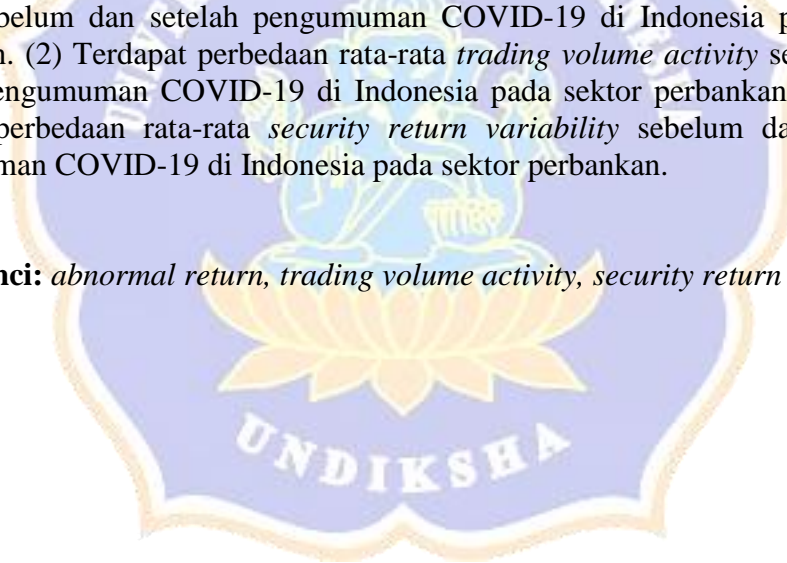 belum dan setelah pengumuman COVID-19 di Indonesia p
n. (2) Terdapat perbedaan rata-rata trading volume activity se
engumuman COVID-19 di Indonesia pada sektor perbankan
perbedaan rata-rata security return variability sebelum da
man COVID-19 di Indonesia pada sektor perbankan.
nci: abnormal return, trading volume activity, security return
UNDIKSHA